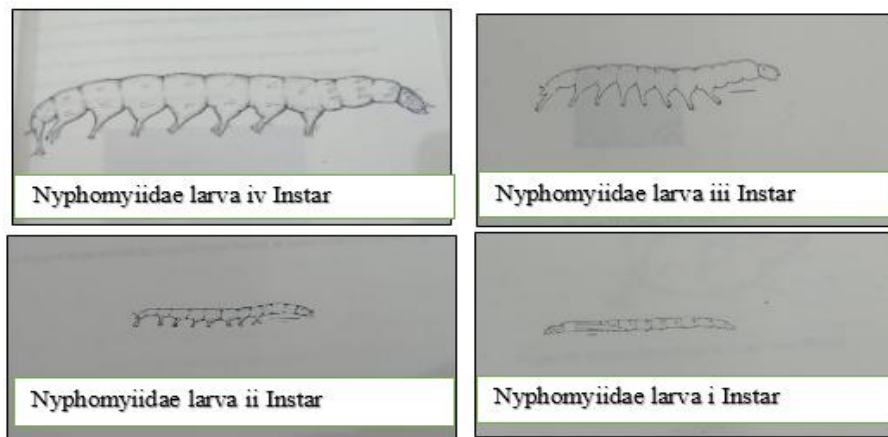 Nyphomyiidae larva iv Instar
Nyphomyiidae larva iii Instar
Nyphomyiidae larva ii Instar
Nyphomyiidae larva i Instar